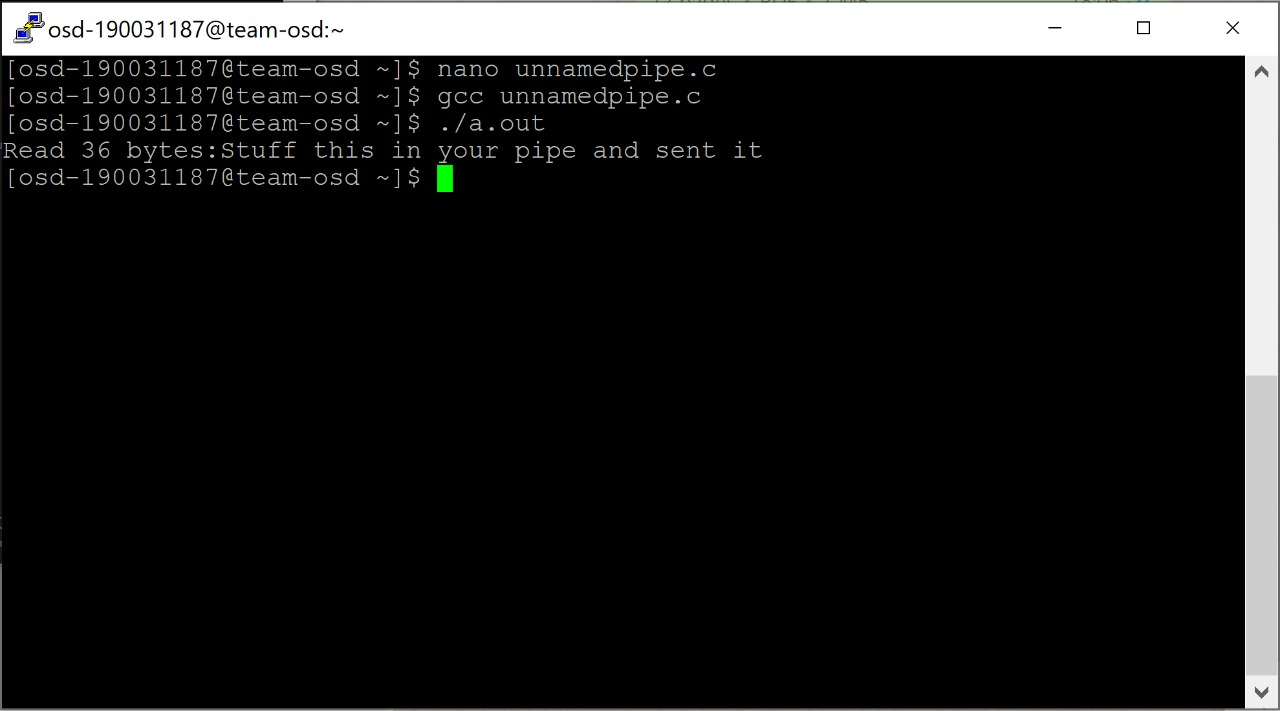 osd-190031187@team-osd:~
[osd-190031187@team-osd ~]$ nano unnamedpipe.c
[osd-190031187@team-osd ~]$ gcc unnamedpipe.c
[osd-190031187@team-osd ~]$ ./a.out
Read 36 bytes:Stuff this in your pipe and sent it
[osd-190031187@team-osd ~]$